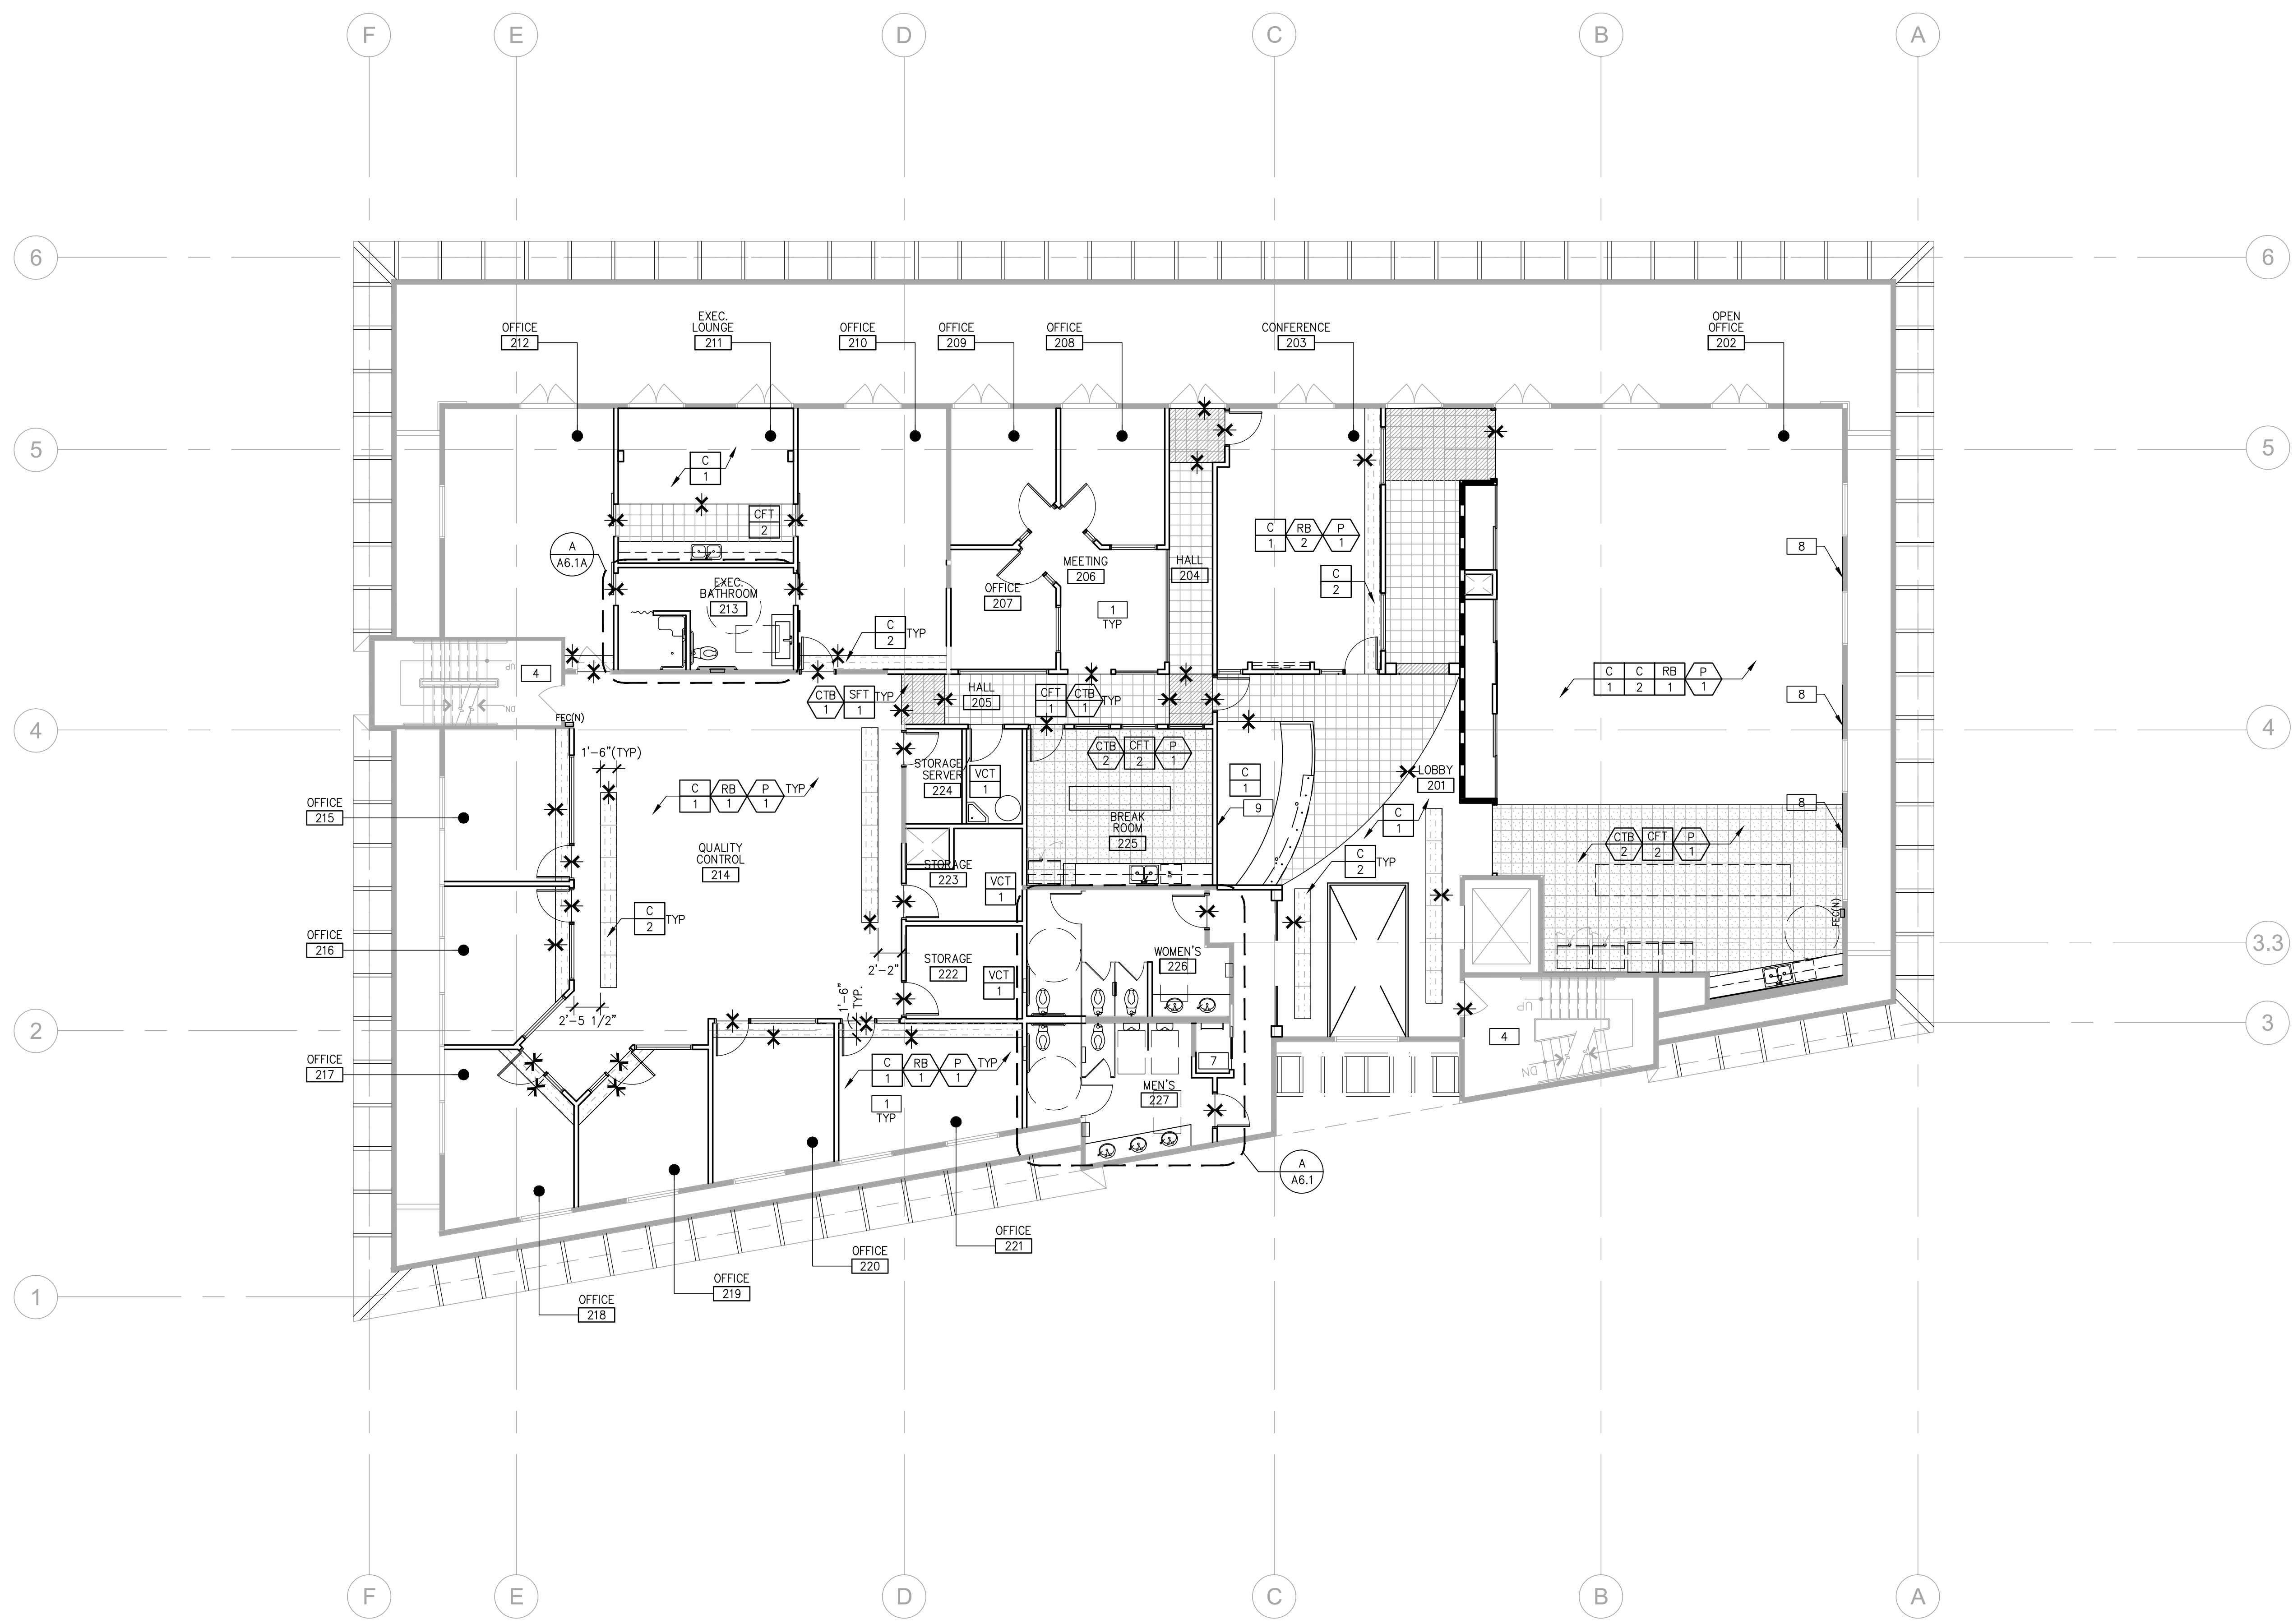 F E D C B A
6 6
OFFICE
212
EXEC.
LOUNGE
211
OFFICE
210
OFFICE
209
OFFICE
208
CONFERENCE
203
OPEN
OFFICE
202
5 5
C
1
CFT
2
A
A6.1A
EXEC.
BATHROOM
213
C
2
TYP
OFFICE
207
MEETING
206
1
TYP
HALL
204
C RB P
1 2 1
C
2
8
UP
DN
4
CTB SFT TYP
1 1
HALL
205
CFT CTB TYP
1 1
C C RB P
1 2 1 1
8
FEC(N)
4 4
1'-6"(TYP)
C RB P TYP
1 1 1
STORAGE/
SERVER
224
VCT
1
CTB CFT P
2 2 1
C
1
9
LOBBY
201
C
1
8
OFFICE
215
QUALITY
CONTROL
214
BREAK
ROOM
225
C
2
TYP
CTB CFT P
2 2 1
STORAGE
223
VCT
1
C
2
TYP
FEC(N)
OFFICE
216
2'-2"
STORAGE
222
VCT
1
WOMEN'S
226
3.3
2'-5 1/2"
1'-6"
TYP.
UP
DN
4
2 3
OFFICE
217
C RB P TYP
1 1 1
1
TYP
7
MEN'S
227
A
A6.1
OFFICE
221
OFFICE
220
OFFICE
219
OFFICE
218
1
F E D C B A